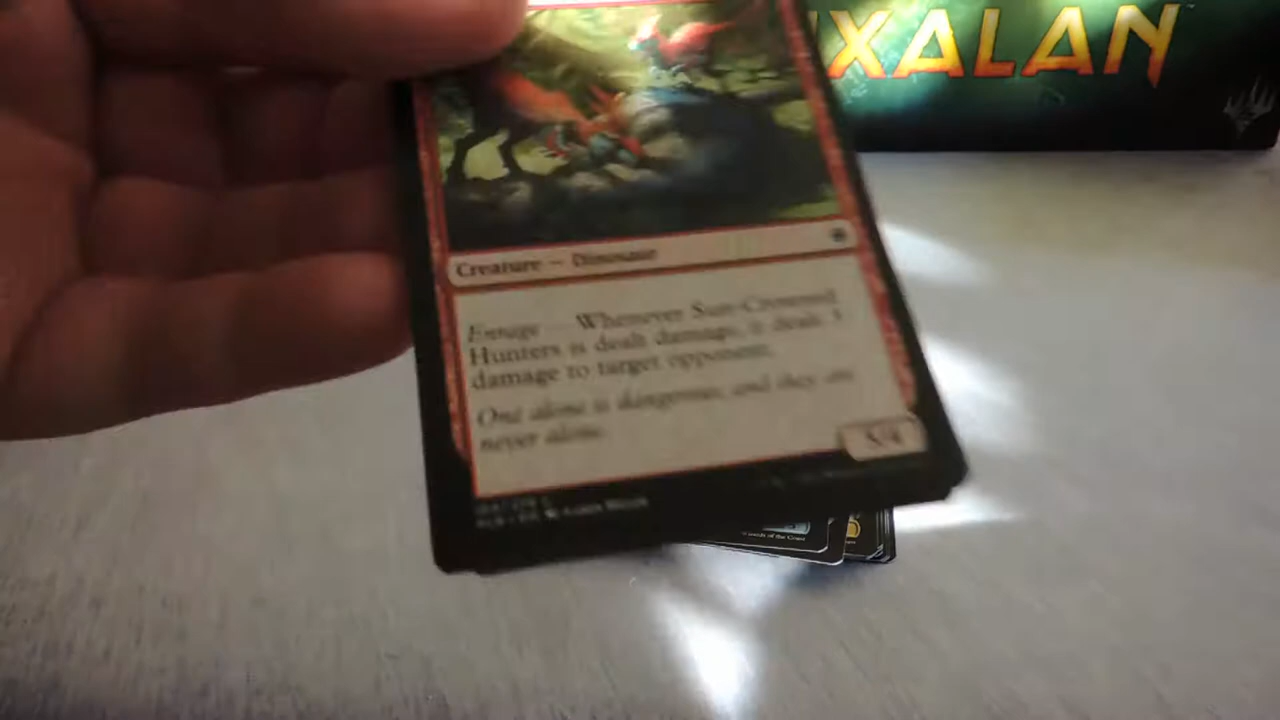 IXALAN
Creature — Dinosaur
Enrage — Whenever Sun-Crowned
Hunters is dealt damage, it deals 3
damage to target opponent.
One alone is dangerous, and they are
never alone.
5/4